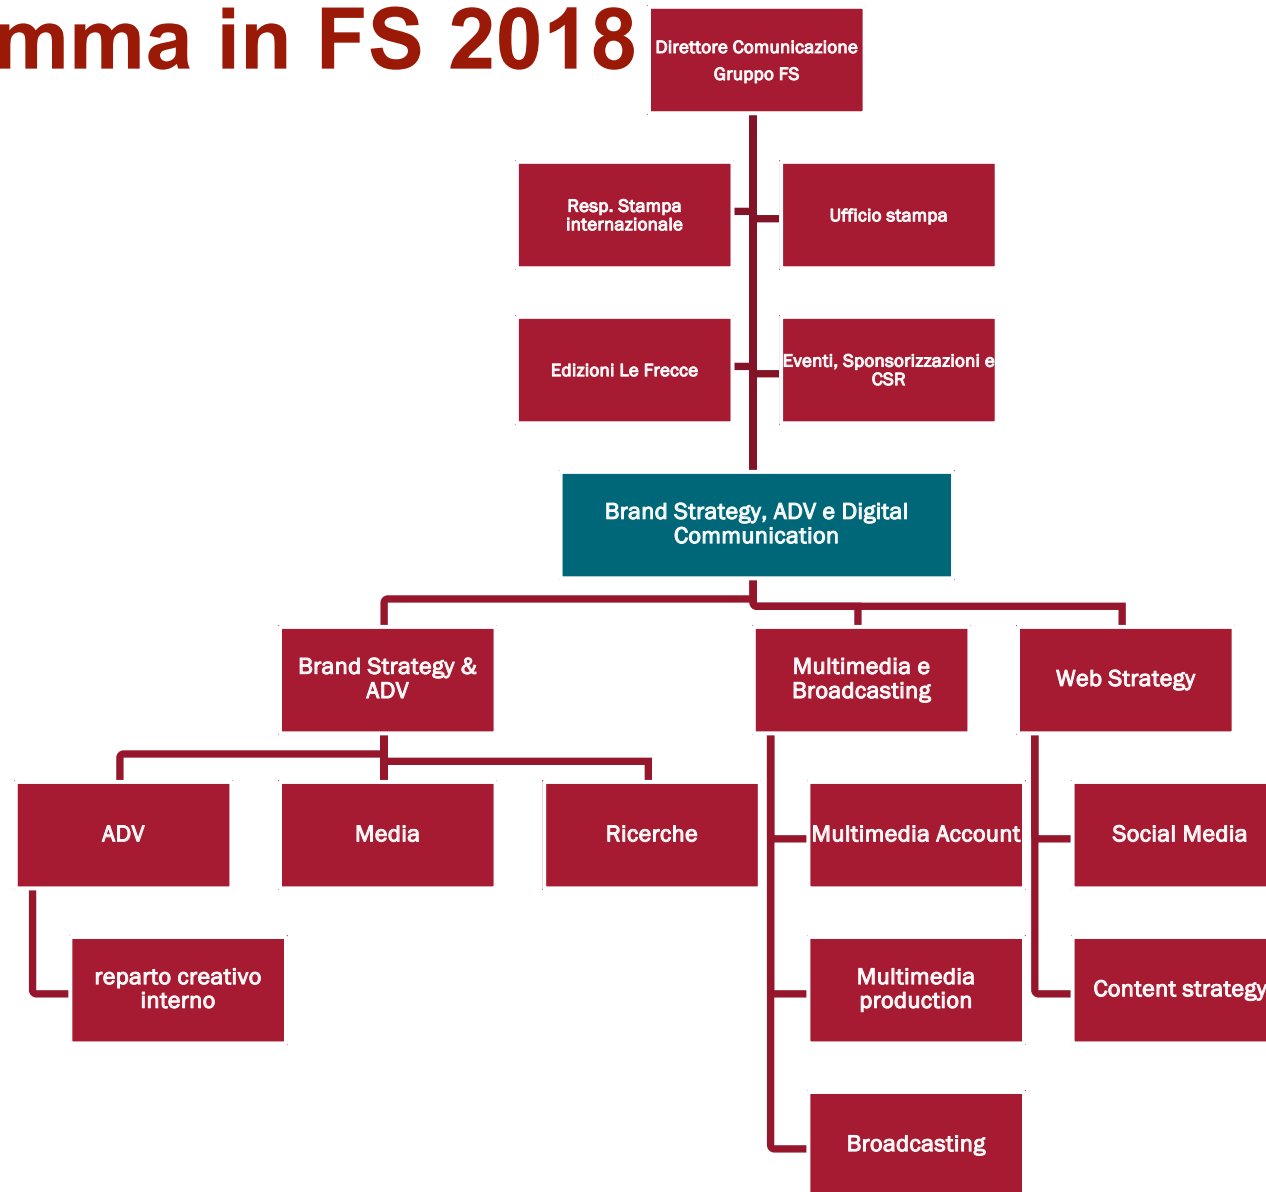 mma in FS 2018
Direttore Comunicazione
Gruppo FS
Resp. Stampa
internazionale
Ufficio stampa
Edizioni Le Frecce
Eventi, Sponsorizzazioni e
CSR
Brand Strategy, ADV e Digital
Communication
Brand Strategy &
ADV
Multimedia e
Broadcasting
Web Strategy
ADV
Media
Ricerche
Multimedia Account
Social Media
reparto creativo
interno
Multimedia
production
Content strategy
Broadcasting